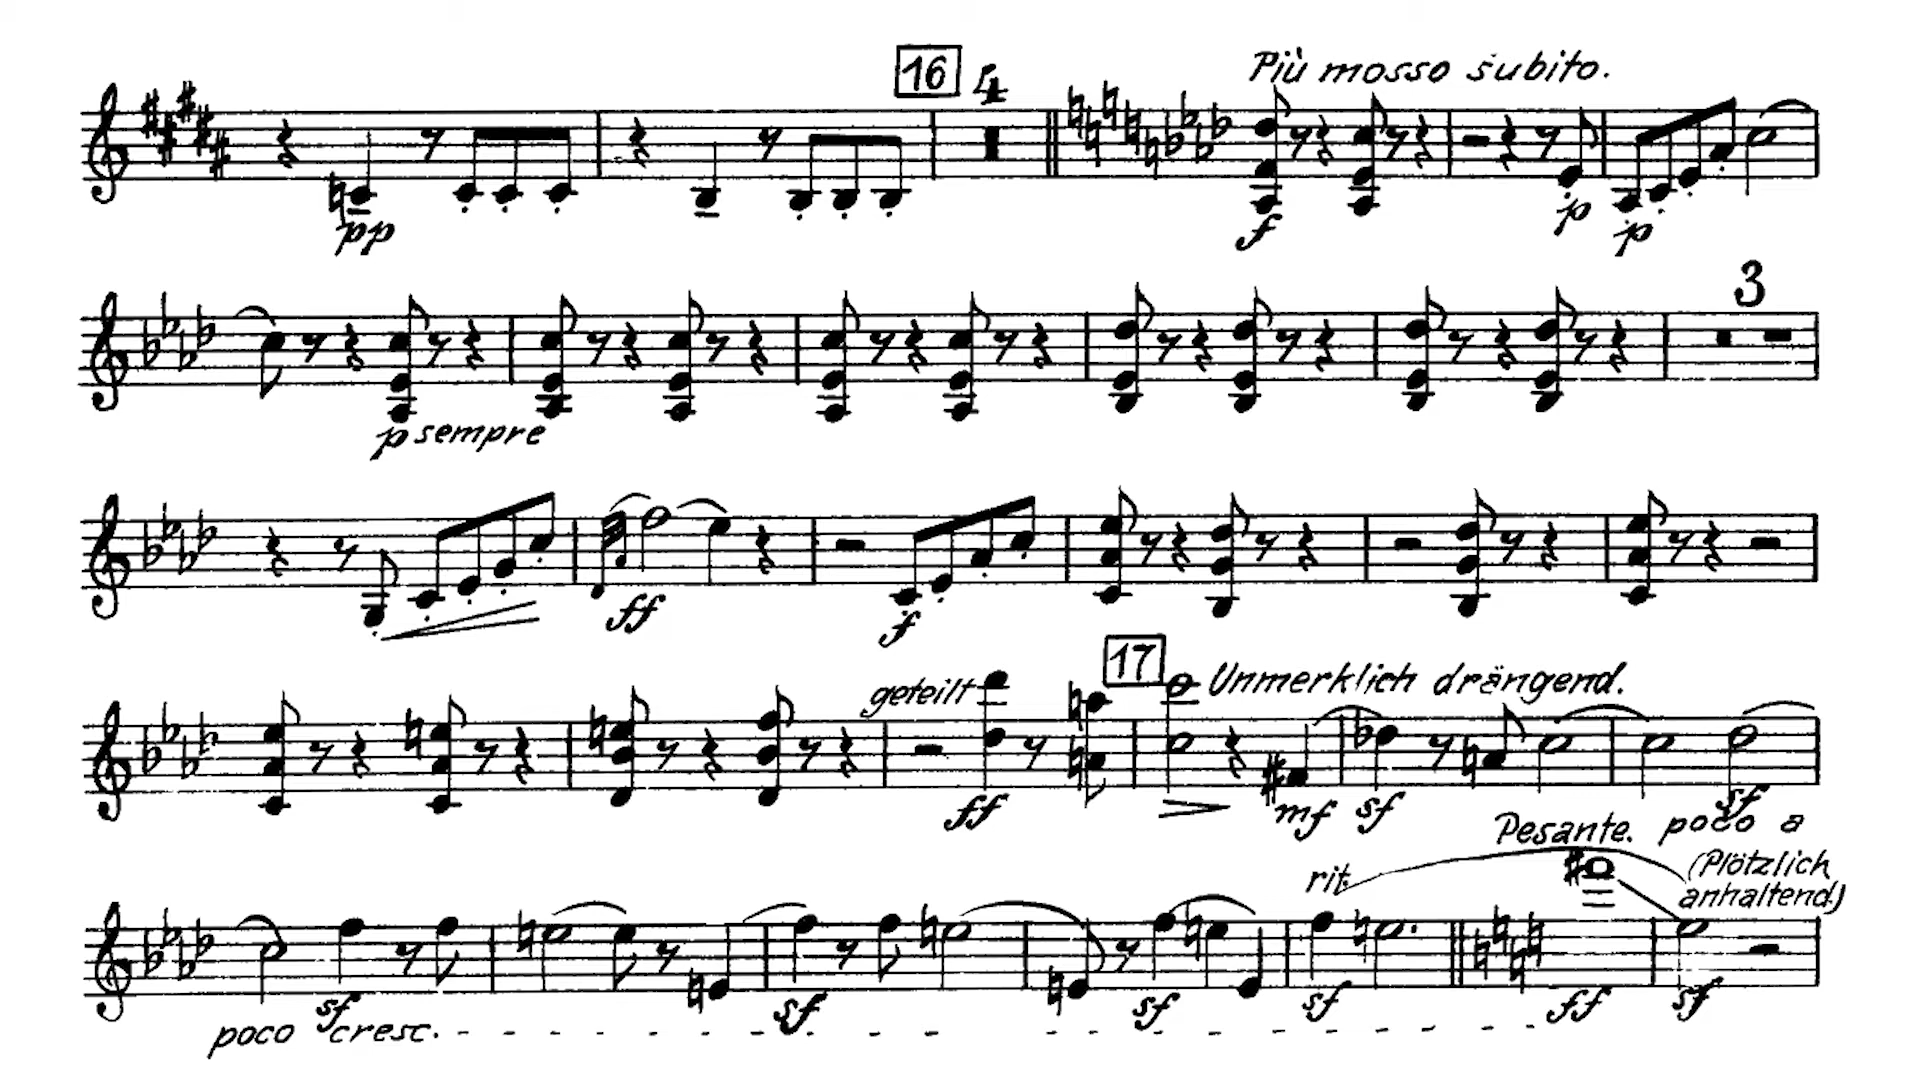 16 4 Più mosso subito.
pp f p p
3
p sempre
ff f
geteilt 17 Unmerklich drängend.
ff mf sf sf
Pesante. poco a
rit. (Plötzlich
anhaltend)
sf sf sf sf ff sf
poco cresc.